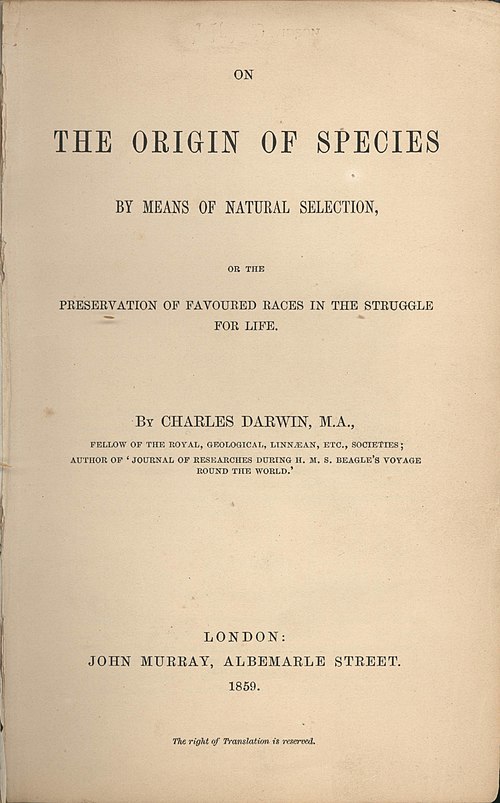 ON
THE ORIGIN OF SPECIES
BY MEANS OF NATURAL SELECTION,
OR THE
PRESERVATION OF FAVOURED RACES IN THE STRUGGLE
FOR LIFE.
By CHARLES DARWIN, M.A.,
FELLOW OF THE ROYAL, GEOLOGICAL, LINNÆAN, ETC., SOCIETIES;
AUTHOR OF ‘JOURNAL OF RESEARCHES DURING H. M. S. BEAGLE’S VOYAGE
ROUND THE WORLD.’
LONDON:
JOHN MURRAY, ALBEMARLE STREET.
1859.
The right of Translation is reserved.